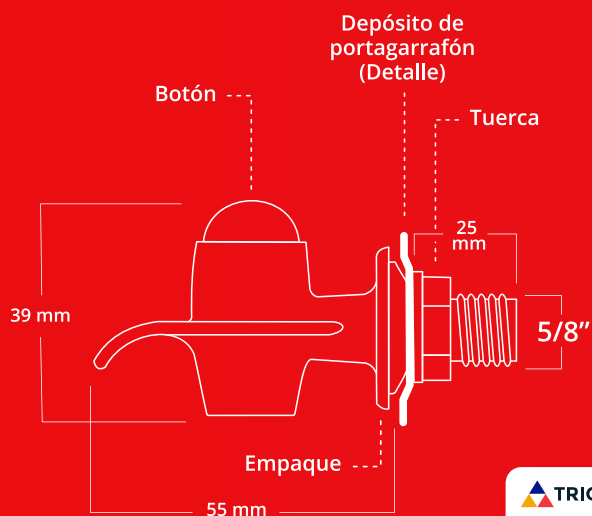 Depósito de
portagarrafón
(Detalle)
Botón
Tuerca
25
mm
39 mm
5/8”
Empaque
55 mm